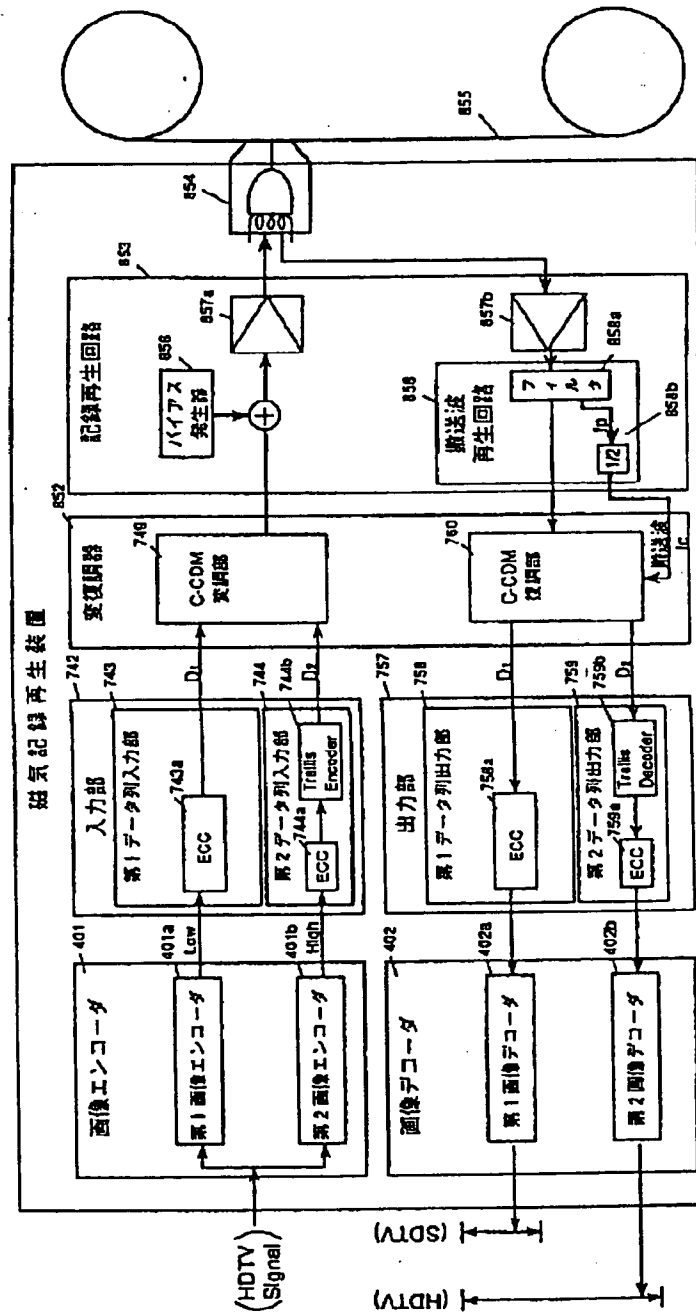 磁気記録再生装置
(HDTV Signal)
401
画像エンコーダ
401a
第1画像エンコーダ
Low
401b
第2画像エンコーダ
High
742
入力部
743
第1データ列入力部
743a
ECC
744
第2データ列入力部
744a
ECC
744b
Trellis
Encoder
D1
D2
852
変復調器
749
C-CDM
変調部
853
記録再生回路
856
バイアス
発生器
+
857a
854
855
857b
858
搬送波
再生回路
858a
フィルタ
fp
1/2
858b
搬送波
fc
760
C-CDM
復調部
D1
D2
757
出力部
758
第1データ列出力部
758a
ECC
759
第2データ列出力部
759a
ECC
759b
Trellis
Decoder
402
画像デコーダ
402a
第1画像デコーダ
402b
第2画像デコーダ
(SDTV)
(HDTV)